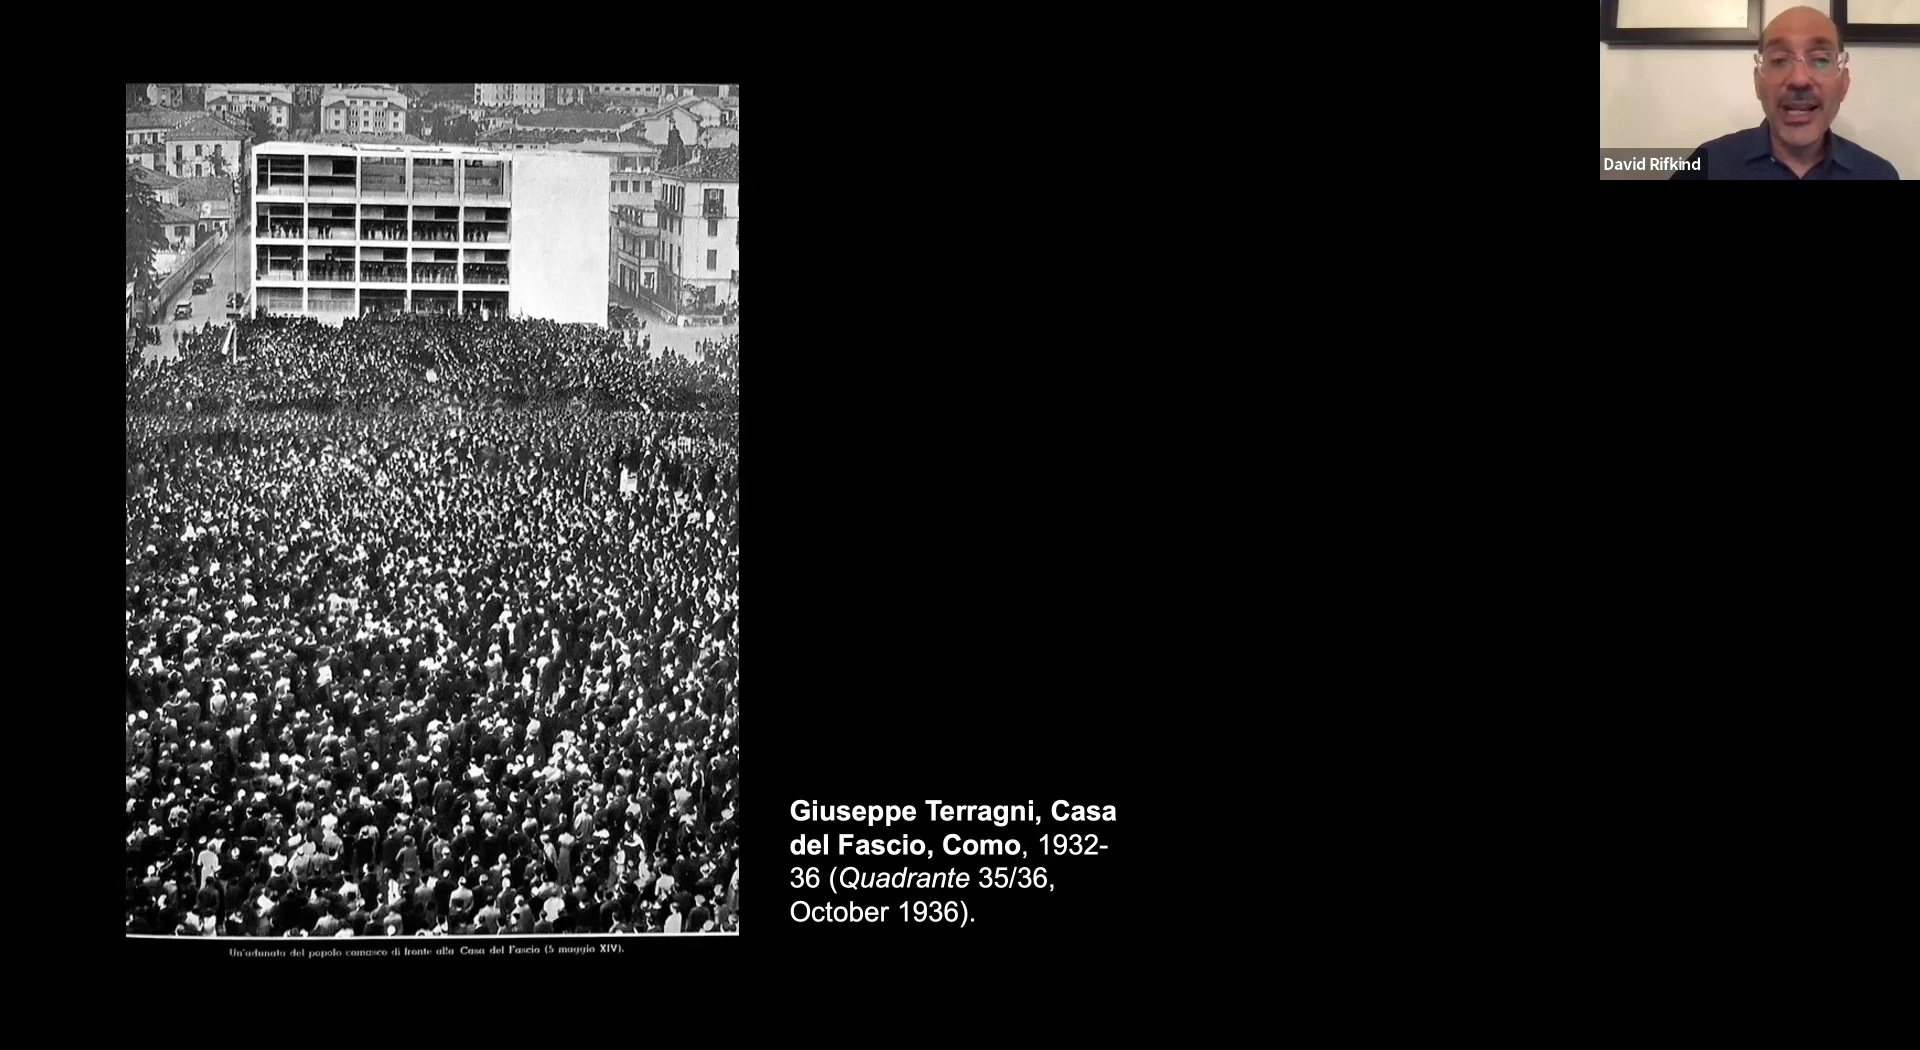 David Rifkind
Giuseppe Terragni, Casa
del Fascio, Como, 1932-
36 (Quadrante 35/36,
October 1936).
Un'adunata del popolo comasco di fronte alla Casa del Fascio (5 maggio XIV).